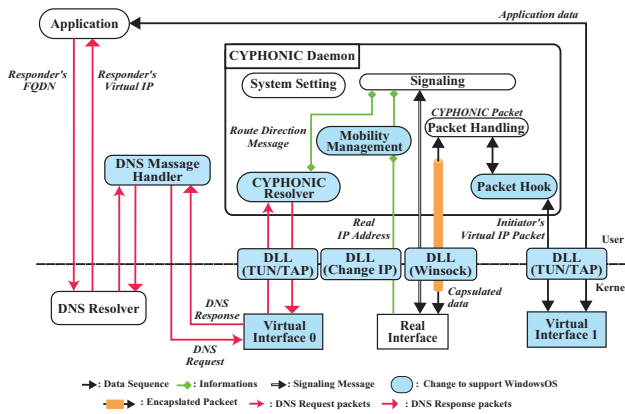 Application
Application data
CYPHONIC Daemon
Responder's
FQDN
Responder's
Virtual IP
System Setting
Signaling
Route Direction
Message
CYPHONIC Packet
Packet Handling
Mobility
Management
DNS Massage
Handler
CYPHONIC
Resolver
Packet Hook
Real
IP Address
Initiator's
Virtual IP Packet
User
DLL
(TUN/TAP)
DLL
(Change IP)
DLL
(Winsock)
DLL
(TUN/TAP)
Kerne
DNS Resolver
DNS
Response
Capsulated
data
Virtual
Interface 0
Real
Interface
Virtual
Interface 1
DNS
Request
: Data Sequence
: Informations
: Signaling Message
: Change to support WindowsOS
: Encapslated Packeet
: DNS Request packets
: DNS Response packets